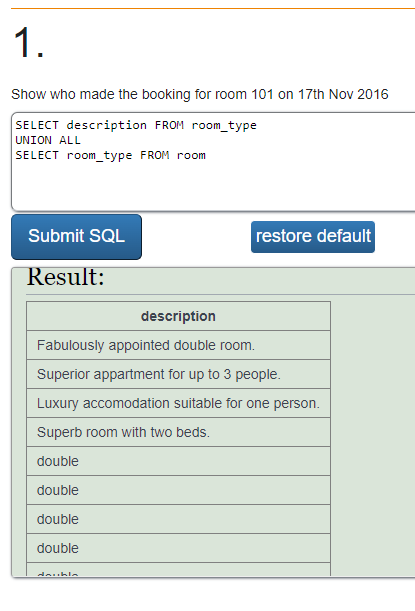 1.
Show who made the booking for room 101 on 17th Nov 2016
SELECT description FROM room_type
UNION ALL
SELECT room_type FROM room
Submit SQL restore default
Result:
description
Fabulously appointed double room.
Superior appartment for up to 3 people.
Luxury accomodation suitable for one person.
Superb room with two beds.
double
double
double
double
double